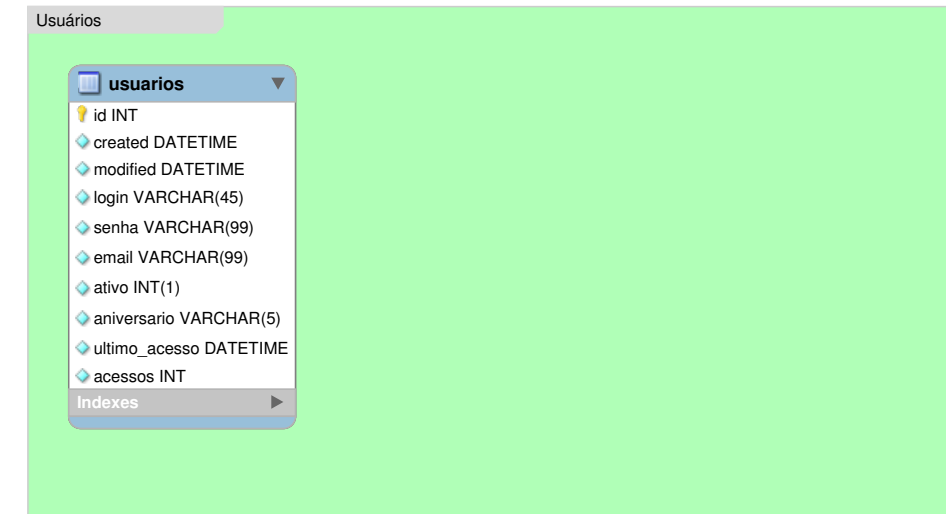 Usuários
usuarios
id INT
created DATETIME
modified DATETIME
login VARCHAR(45)
senha VARCHAR(99)
email VARCHAR(99)
ativo INT(1)
aniversario VARCHAR(5)
ultimo_acesso DATETIME
acessos INT
Indexes